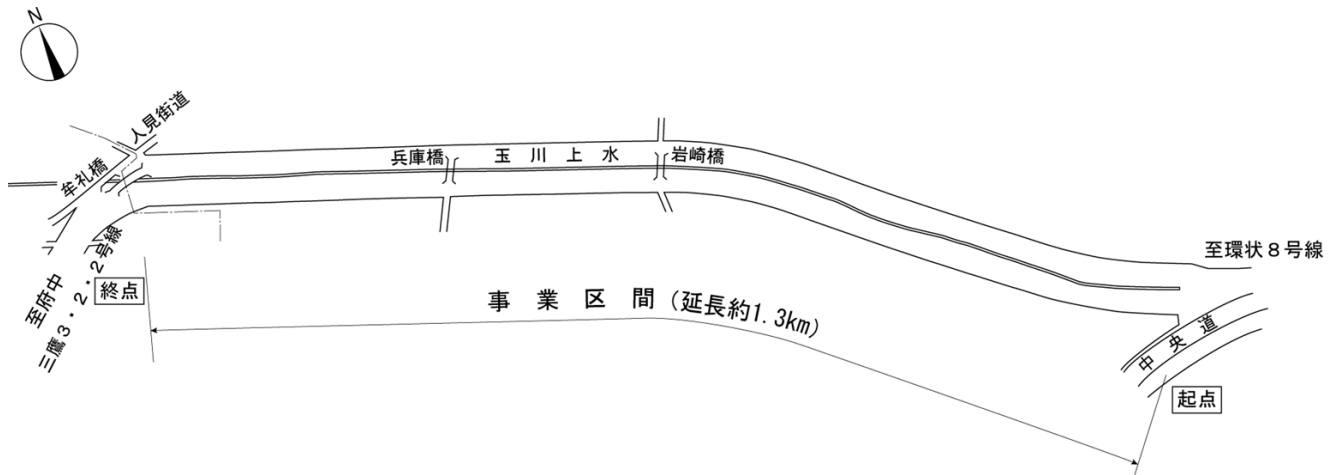 N
人見街道
牟礼橋
兵庫橋
玉川上水
岩崎橋
至環状8号線
至府中
三鷹3・2・2号線
終点
事業区間(延長約1.3km)
中央道
起点